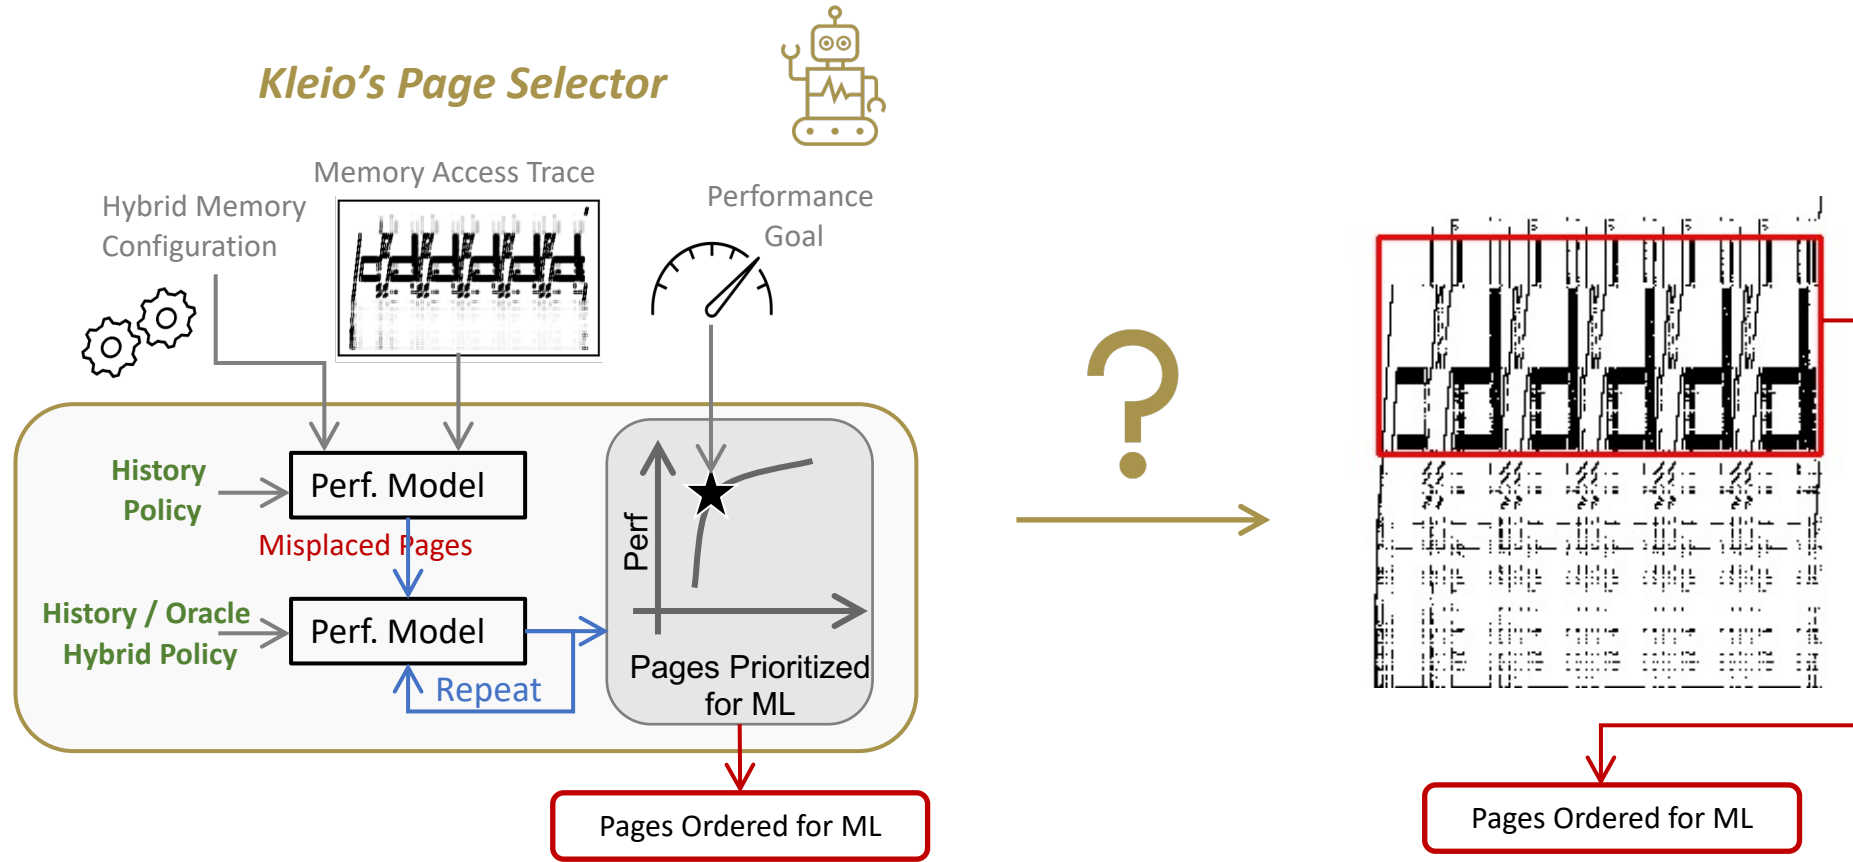 Kleio's Page Selector
Memory Access Trace
Hybrid Memory
Configuration
Performance
Goal
History
Policy
Perf. Model
Misplaced Pages
History / Oracle
Hybrid Policy
Perf. Model
Repeat
Perf
Pages Prioritized
for ML
Pages Ordered for ML
?
Pages Ordered for ML